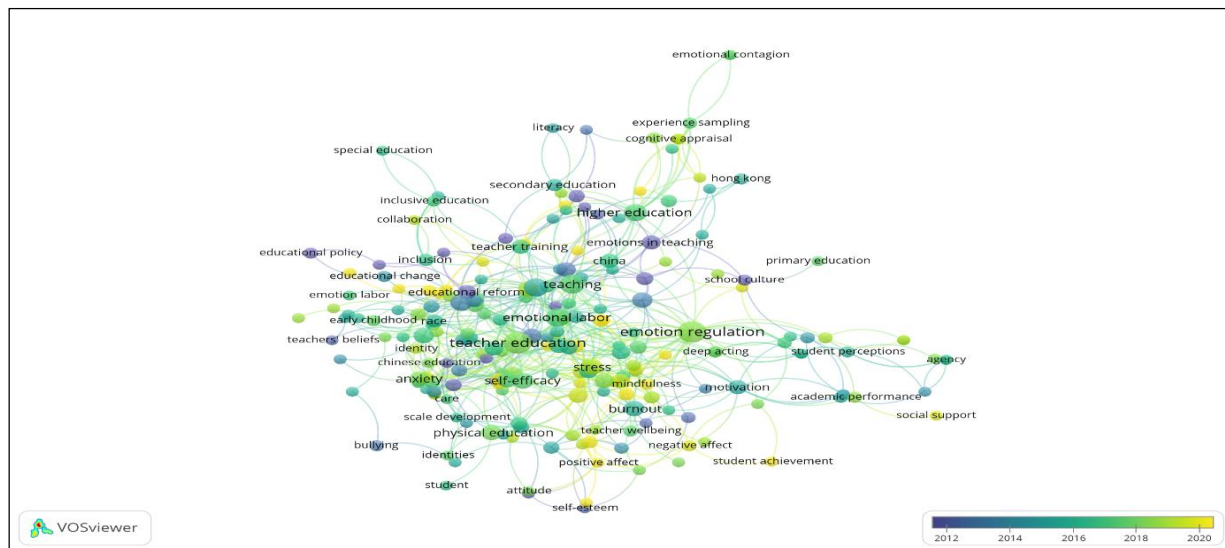 emotional contagion
experience sampling
literacy
cognitive appraisal
special education
secondary education
hong kong
inclusive education
higher education
collaboration
emotions in teaching
teacher training
educational policy
inclusion
china
primary education
educational change
school culture
teaching
educational reform
emotion labor
emotional labor
early childhood
race
emotion regulation
teachers' beliefs
teacher education
identity
deep acting
student perceptions
chinese education
agency
stress
anxiety
self-efficacy
mindfulness
motivation
care
academic performance
burnout
scale development
social support
physical education
teacher wellbeing
bullying
negative affect
identities
positive affect
student achievement
student
attitude
self-esteem
VOSviewer
2012 2014 2016 2018 2020